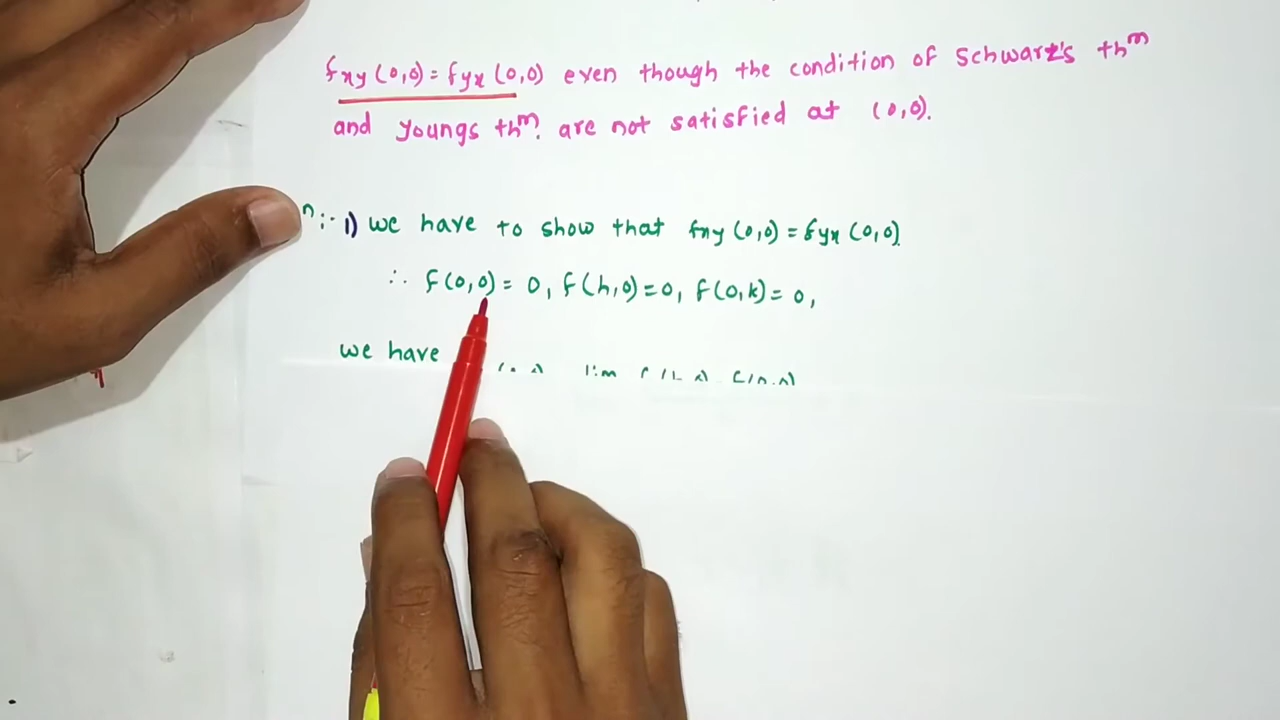 fxy (0,0) = fyx (0,0) even though the condition of Schwartz's thm
and Youngs thm. are not satisfied at (0,0).
n:- 1) we have to show that fxy (0,0) = fyx (0,0).
∴ f(0,0) = 0, f(h,0) = 0, f(0,k) = 0,
we have
lim